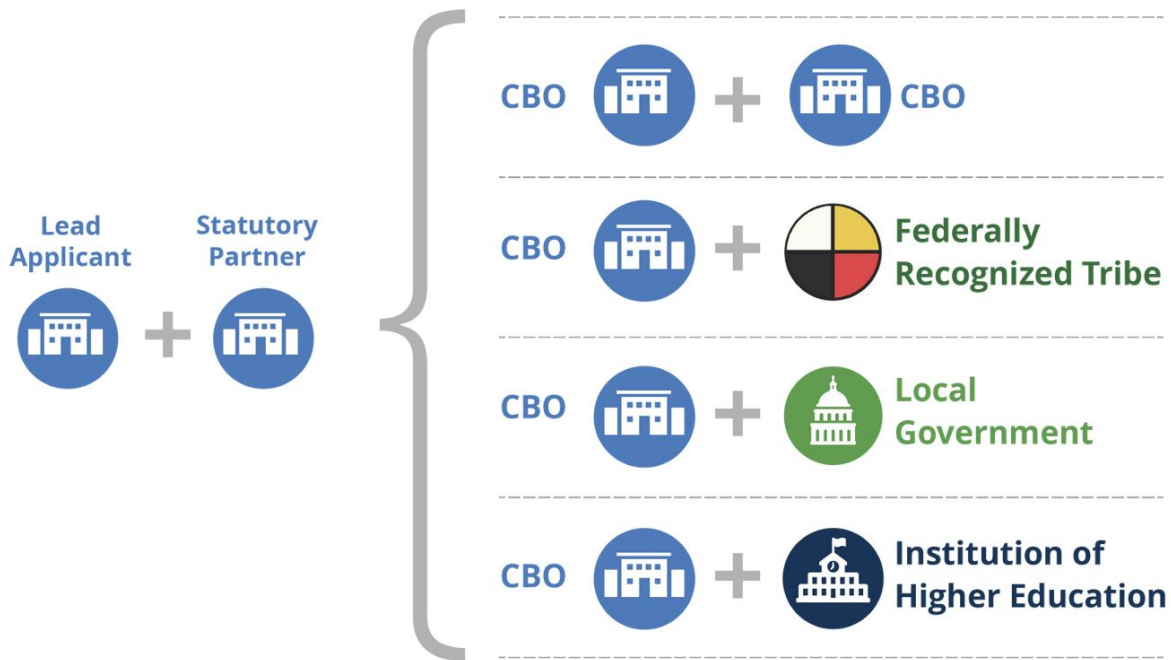 Lead
Applicant
Statutory
Partner
CBO
CBO
CBO
Federally
Recognized Tribe
CBO
Local
Government
CBO
Institution of
Higher Education